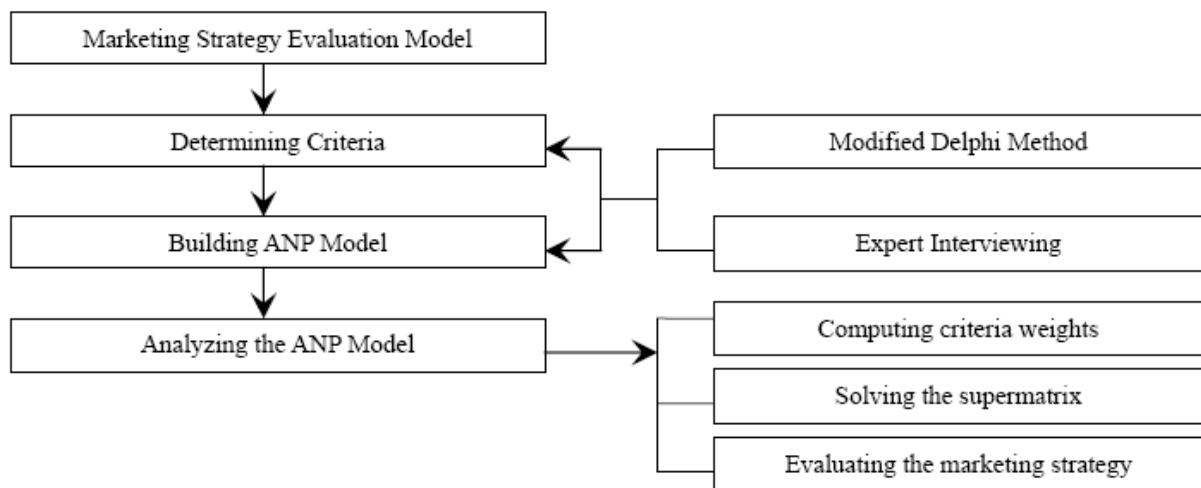 Marketing Strategy Evaluation Model
Determining Criteria
Modified Delphi Method
Building ANP Model
Expert Interviewing
Analyzing the ANP Model
Computing criteria weights
Solving the supermatrix
Evaluating the marketing strategy